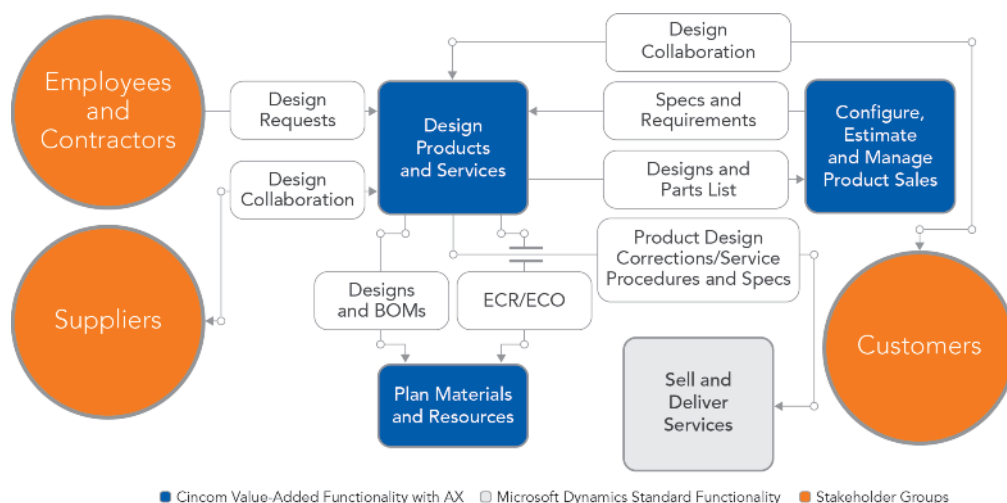 Employees
and
Contractors
Design
Requests
Design
Collaboration
Design
Products
and Services
Design
Collaboration
Specs and
Requirements
Designs and
Parts List
Configure,
Estimate
and Manage
Product Sales
Product Design
Corrections/Service
Procedures and Specs
Suppliers
Designs
and BOMs
ECR/ECO
Customers
Plan Materials
and Resources
Sell and
Deliver
Services
Cincom Value-Added Functionality with AX Microsoft Dynamics Standard Functionality Stakeholder Groups